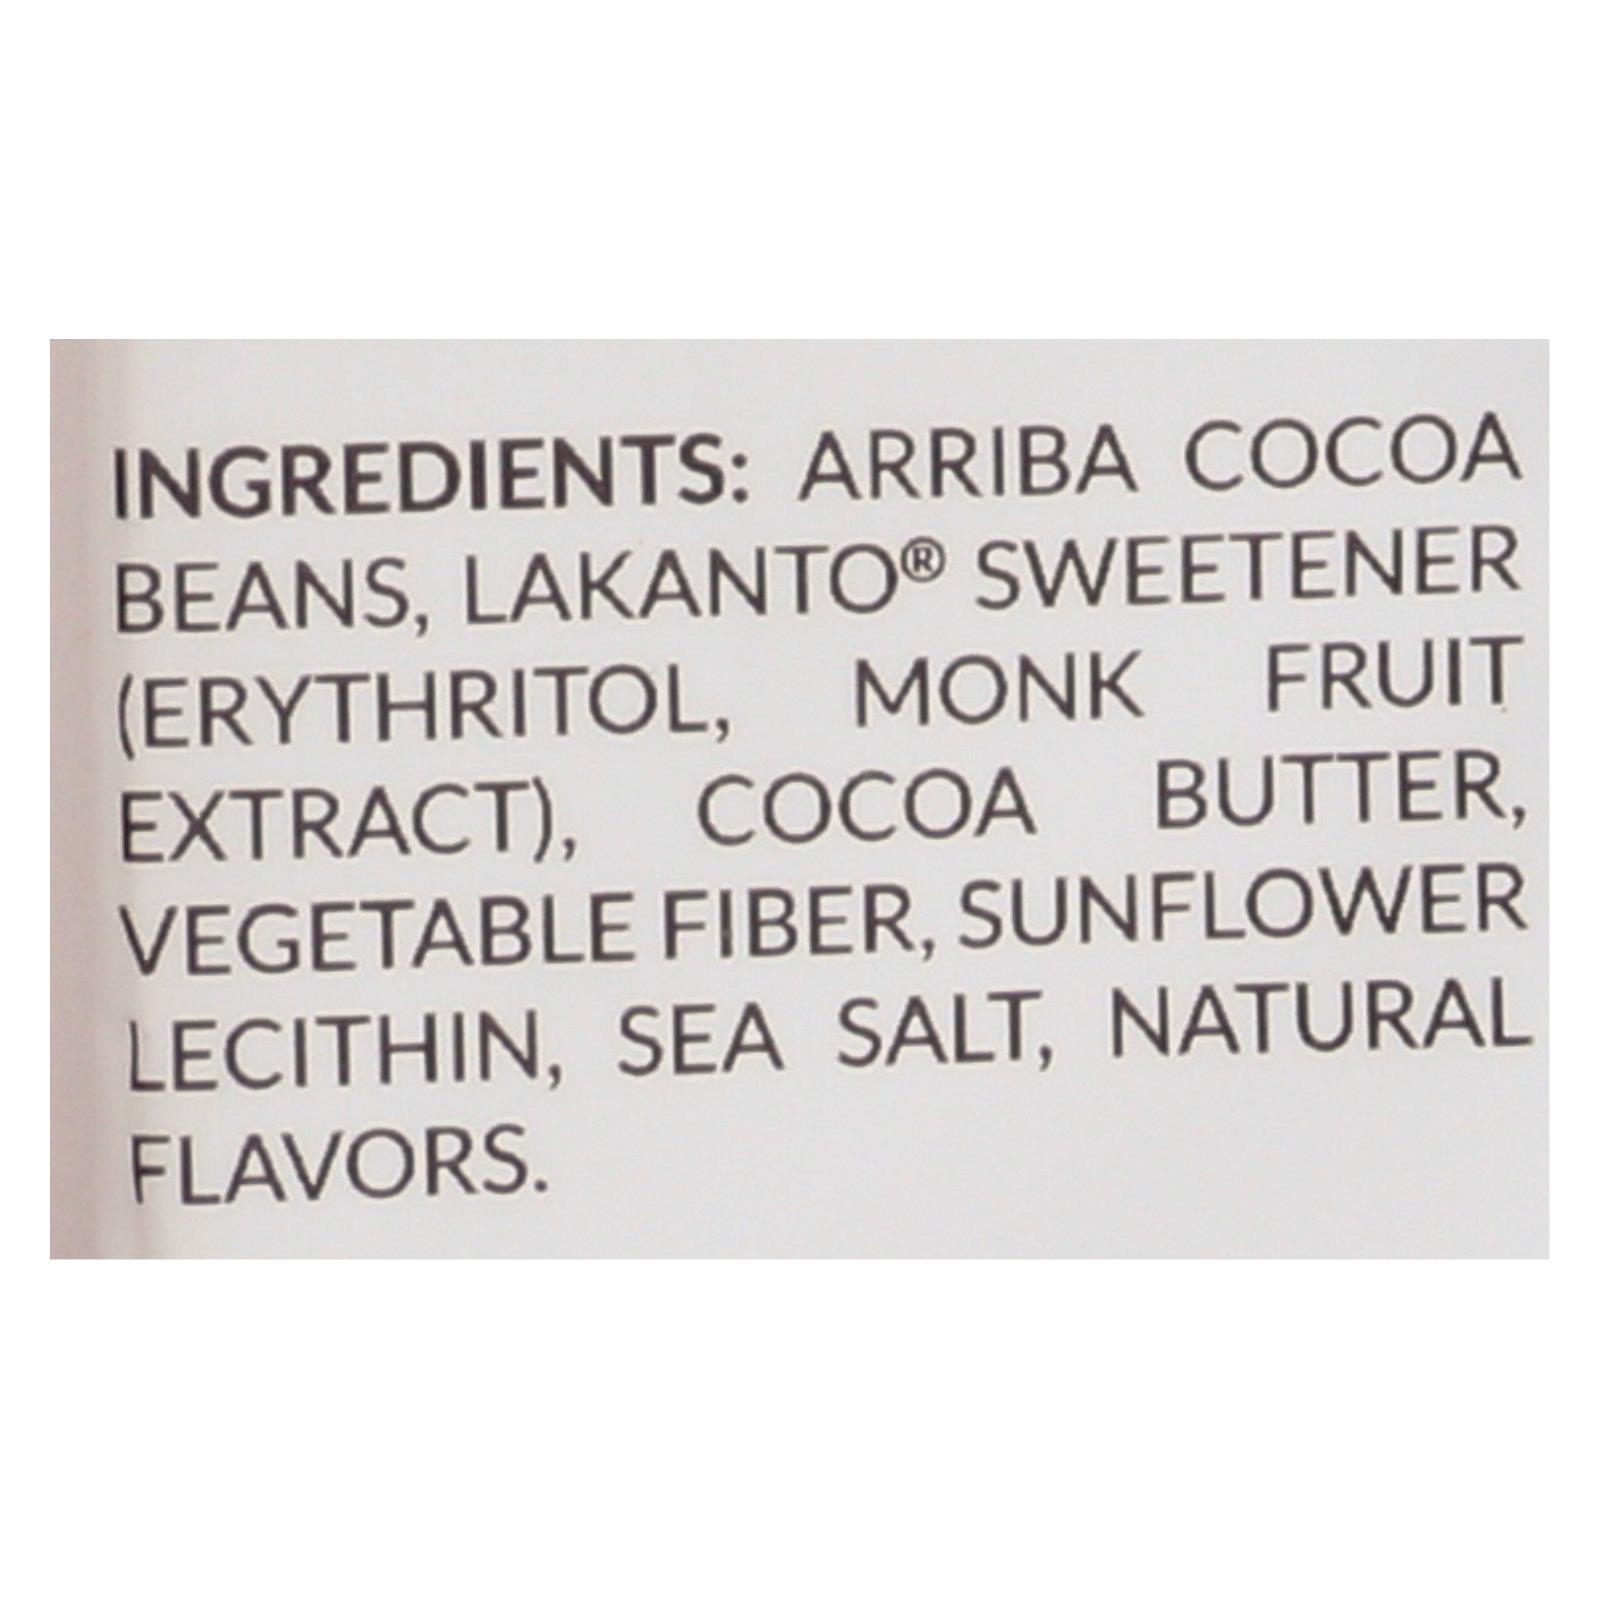 INGREDIENTS: ARRIBA COCOA
BEANS, LAKANTO® SWEETENER
(ERYTHRITOL, MONK FRUIT
EXTRACT), COCOA BUTTER,
VEGETABLE FIBER, SUNFLOWER
LECITHIN, SEA SALT, NATURAL
FLAVORS.